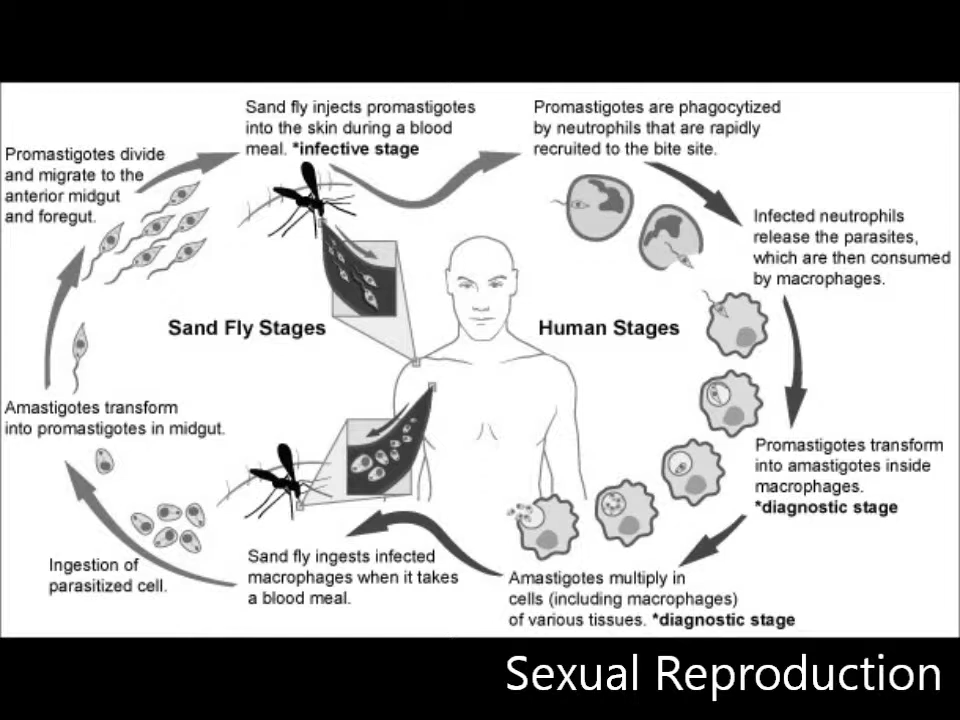 Sand fly injects promastigotes
into the skin during a blood
meal. *infective stage
Promastigotes are phagocytized
by neutrophils that are rapidly
recruited to the bite site.
Promastigotes divide
and migrate to the
anterior midgut
and foregut.
Infected neutrophils
release the parasites,
which are then consumed
by macrophages.
Sand Fly Stages
Human Stages
Amastigotes transform
into promastigotes in midgut.
Promastigotes transform
into amastigotes inside
macrophages.
*diagnostic stage
Ingestion of
parasitized cell.
Sand fly ingests infected
macrophages when it takes
a blood meal.
Amastigotes multiply in
cells (including macrophages)
of various tissues. *diagnostic stage
Sexual Reproduction